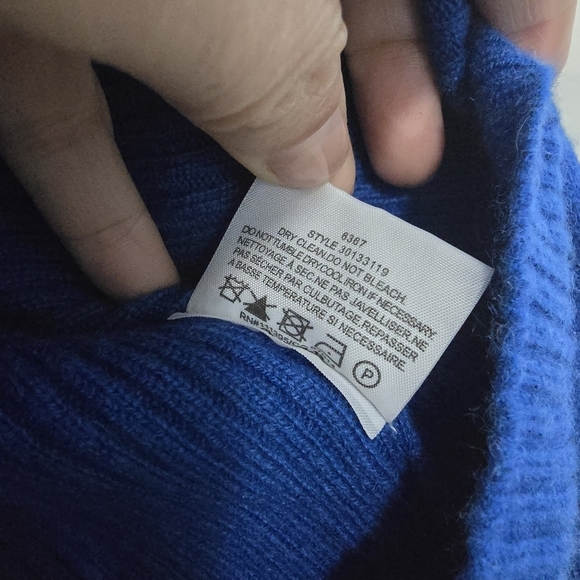 6367
STYLE 30133119
DRY CLEAN.DO NOT BLEACH.
DO NOT TUMBLE DRY.COOL IRON IF NECESSARY.
NETTOYAGE À SEC.NE PAS JAVELLISER.NE
PAS SÉCHER PAR CULBUTAGE.REPASSER
À BASSE TEMPÉRATURE SI NÉCESSAIRE.
P